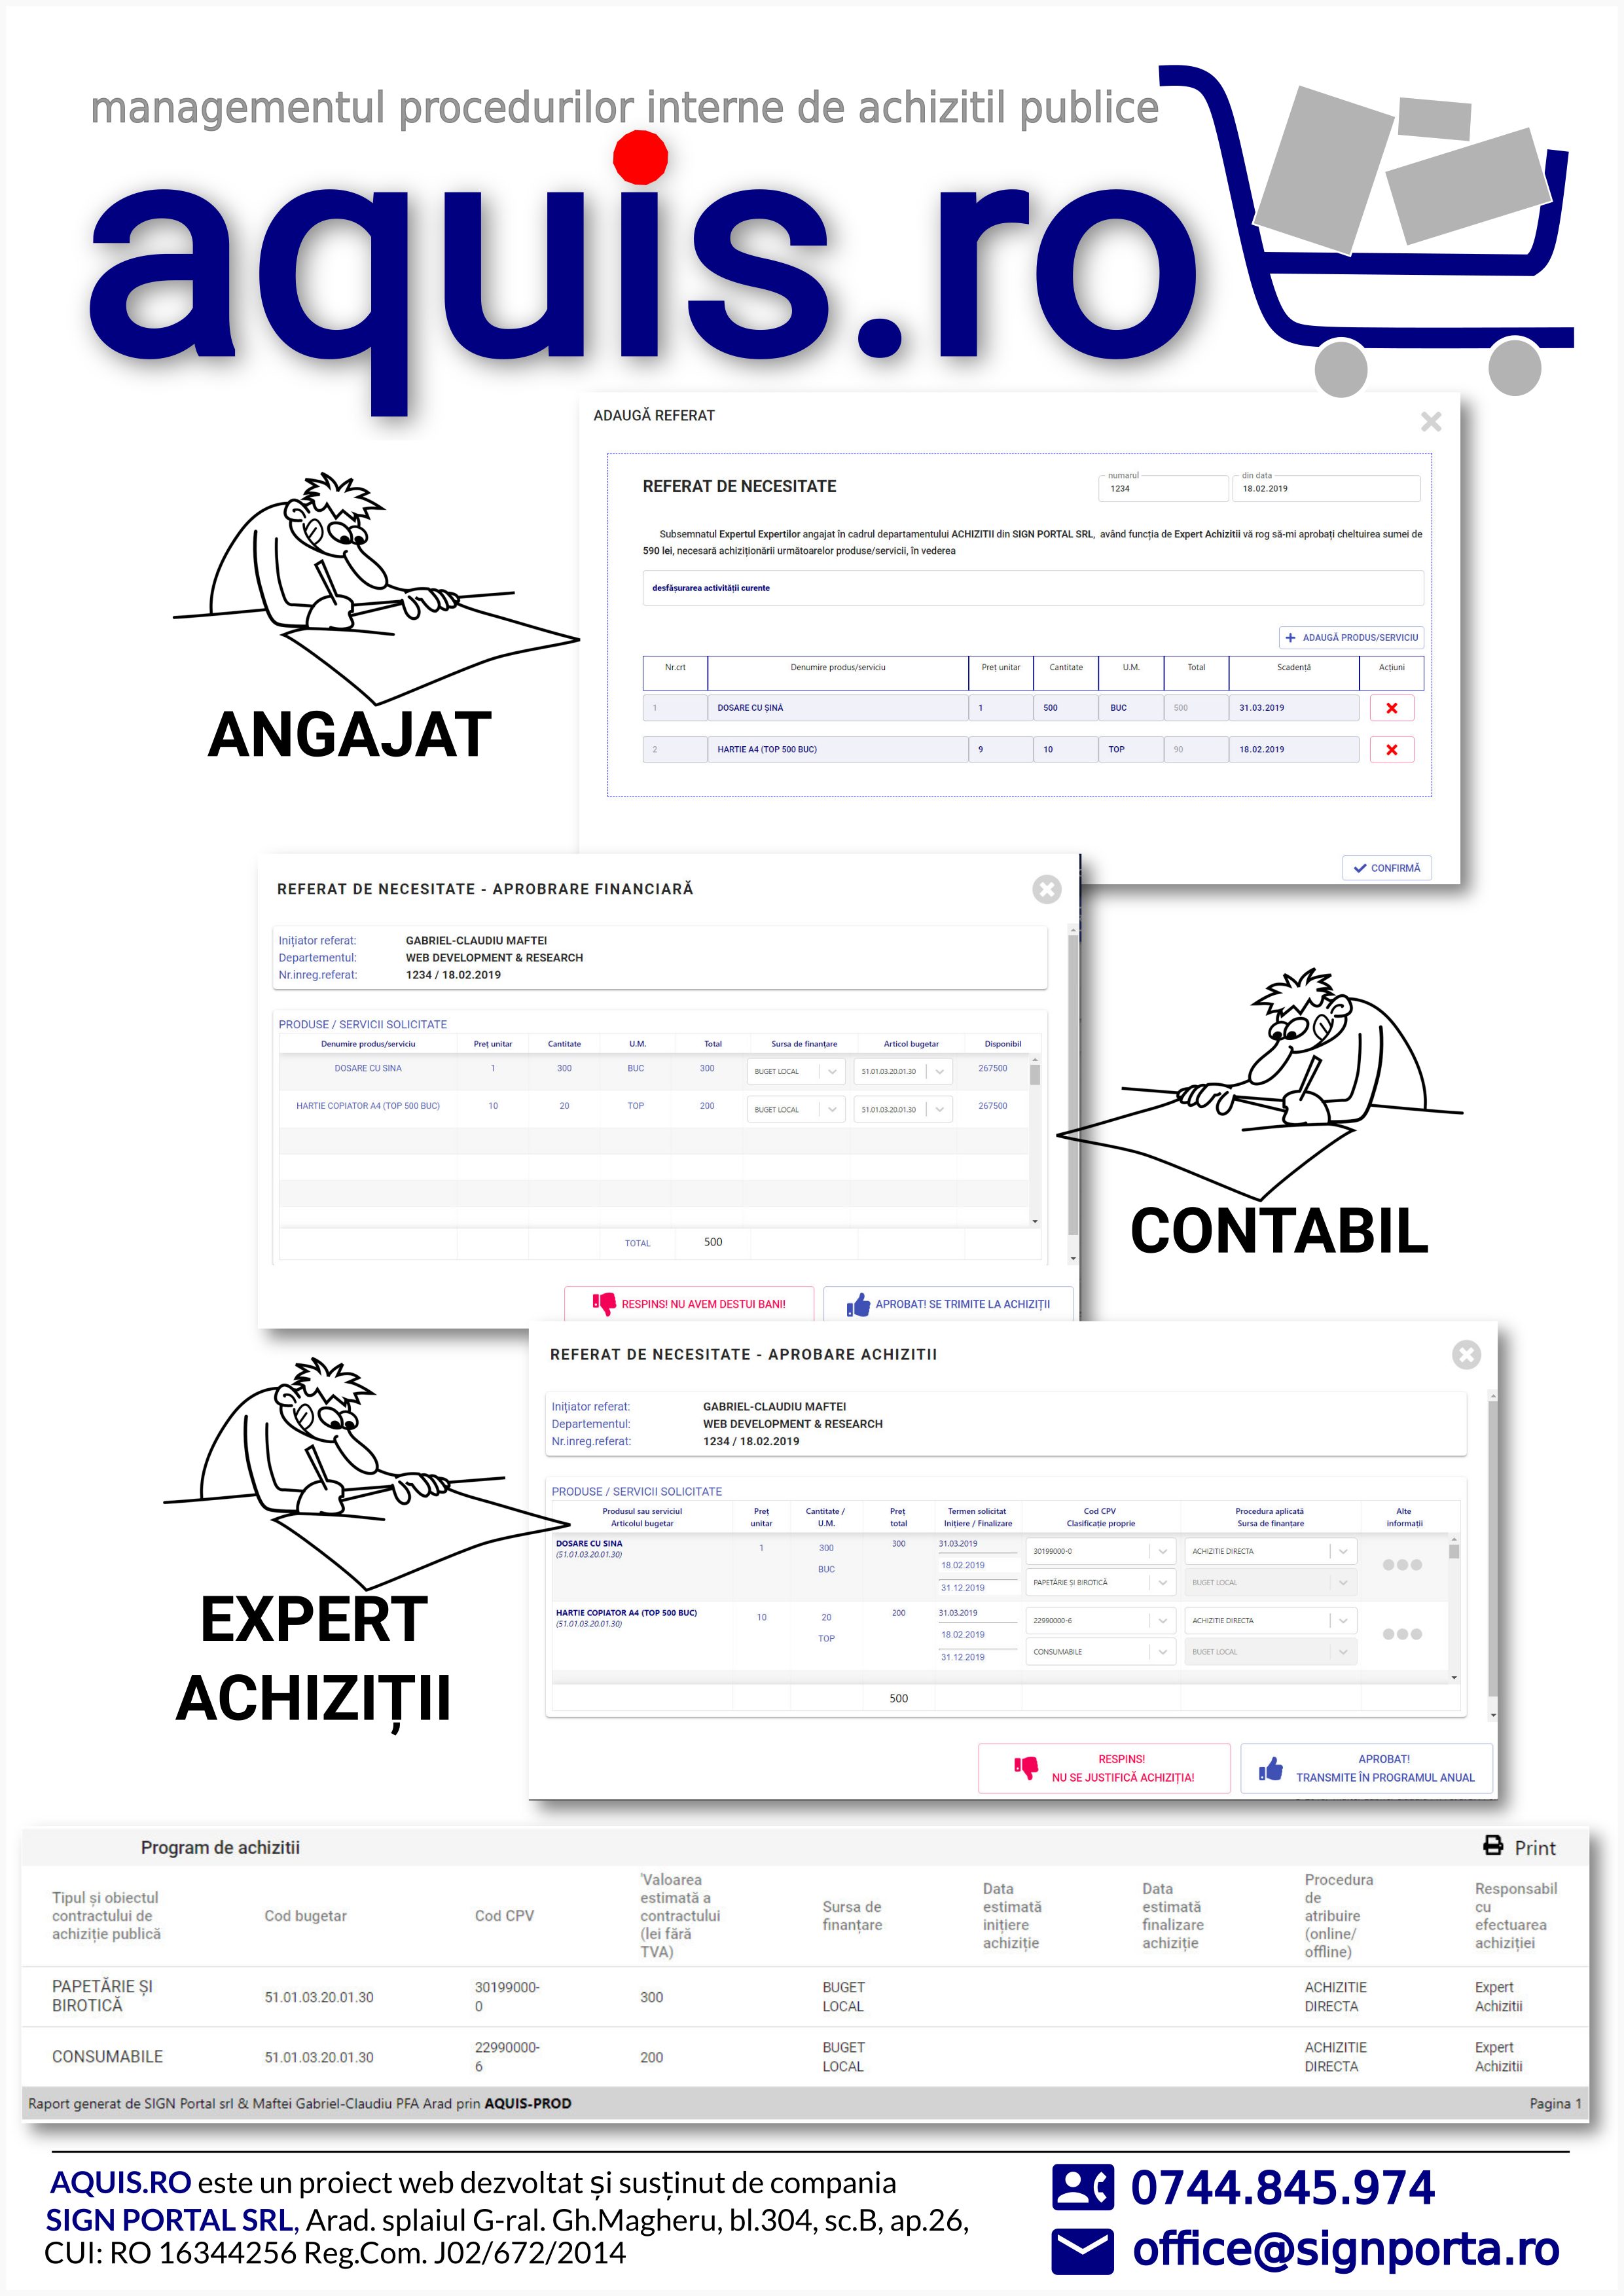 managementul procedurilor interne de achizitil publice
aquis.ro
ADAUGĂ REFERAT
REFERAT DE NECESITATE
numarul
1234
din data
18.02.2019
Subsemnatul Expertul Expertilor angajat în cadrul departamentului ACHIZITII din SIGN PORTAL SRL, având funcția de Expert Achizitii vă rog să-mi aprobați cheltuirea sumei de
590 lei, necesară achiziționării următoarelor produse/servicii, în vederea
desfășurarea activității curente
ADAUGĂ PRODUS/SERVICIU
Nr.crt Denumire produs/serviciu Preț unitar Cantitate U.M. Total Scadență Acțiuni
1 DOSARE CU ȘINĂ 1 500 BUC 500 31.03.2019
2 HARTIE A4 (TOP 500 BUC) 9 10 TOP 90 18.02.2019
CONFIRMĂ
ANGAJAT
REFERAT DE NECESITATE - APROBRARE FINANCIARĂ
Inițiator referat: GABRIEL-CLAUDIU MAFTEI
Departementul: WEB DEVELOPMENT & RESEARCH
Nr.inreg.referat: 1234 / 18.02.2019
PRODUSE / SERVICII SOLICITATE
Denumire produs/serviciu Preț unitar Cantitate U.M. Total Sursa de finanțare Articol bugetar Disponibil
DOSARE CU SINA 1 300 BUC 300 BUGET LOCAL 51.01.03.20.01.30 267500
HARTIE COPIATOR A4 (TOP 500 BUC) 10 20 TOP 200 BUGET LOCAL 51.01.03.20.01.30 267500
TOTAL 500
RESPINS! NU AVEM DESTUI BANI!
APROBAT! SE TRIMITE LA ACHIZIȚII
CONTABIL
REFERAT DE NECESITATE - APROBARE ACHIZITII
Inițiator referat: GABRIEL-CLAUDIU MAFTEI
Departementul: WEB DEVELOPMENT & RESEARCH
Nr.inreg.referat: 1234 / 18.02.2019
PRODUSE / SERVICII SOLICITATE
Produsul sau serviciul Preț Cantitate / Preț Termen solicitat Cod CPV Procedura aplicată Alte
Articolul bugetar unitar U.M. total Inițiere / Finalizare Clasificație proprie Sursa de finanțare informații
DOSARE CU SINA 1 300 300 31.03.2019 30199000-0 ACHIZITIE DIRECTA
(51.01.03.20.01.30) BUC 18.02.2019
31.12.2019 PAPETĂRIE ȘI BIROTICĂ BUGET LOCAL
HARTIE COPIATOR A4 (TOP 500 BUC) 10 20 200 31.03.2019 22990000-6 ACHIZITIE DIRECTA
(51.01.03.20.01.30) TOP 18.02.2019
31.12.2019 CONSUMABILE BUGET LOCAL
500
RESPINS!
NU SE JUSTIFICĂ ACHIZIȚIA!
APROBAT!
TRANSMITE ÎN PROGRAMUL ANUAL
EXPERT
ACHIZIȚII
Program de achizitii
Print
Tipul și obiectul
contractului de
achiziție publică
Cod bugetar
Cod CPV
'Valoarea
estimată a
contractului
(lei fără
TVA)
Sursa de
finanțare
Data
estimată
inițiere
achiziție
Data
estimată
finalizare
achiziție
Procedura
de
atribuire
(online/
offline)
Responsabil
cu
efectuarea
achiziției
PAPETĂRIE ȘI
BIROTICĂ
51.01.03.20.01.30
30199000-
0
300
BUGET
LOCAL
ACHIZITIE
DIRECTA
Expert
Achizitii
CONSUMABILE
51.01.03.20.01.30
22990000-
6
200
BUGET
LOCAL
ACHIZITIE
DIRECTA
Expert
Achizitii
Raport generat de SIGN Portal srl & Maftei Gabriel-Claudiu PFA Arad prin AQUIS-PROD
Pagina 1
AQUIS.RO este un proiect web dezvoltat și susținut de compania
SIGN PORTAL SRL, Arad. splaiul G-ral. Gh.Magheru, bl.304, sc.B, ap.26,
CUI: RO 16344256 Reg.Com. J02/672/2014
0744.845.974
office@signporta.ro